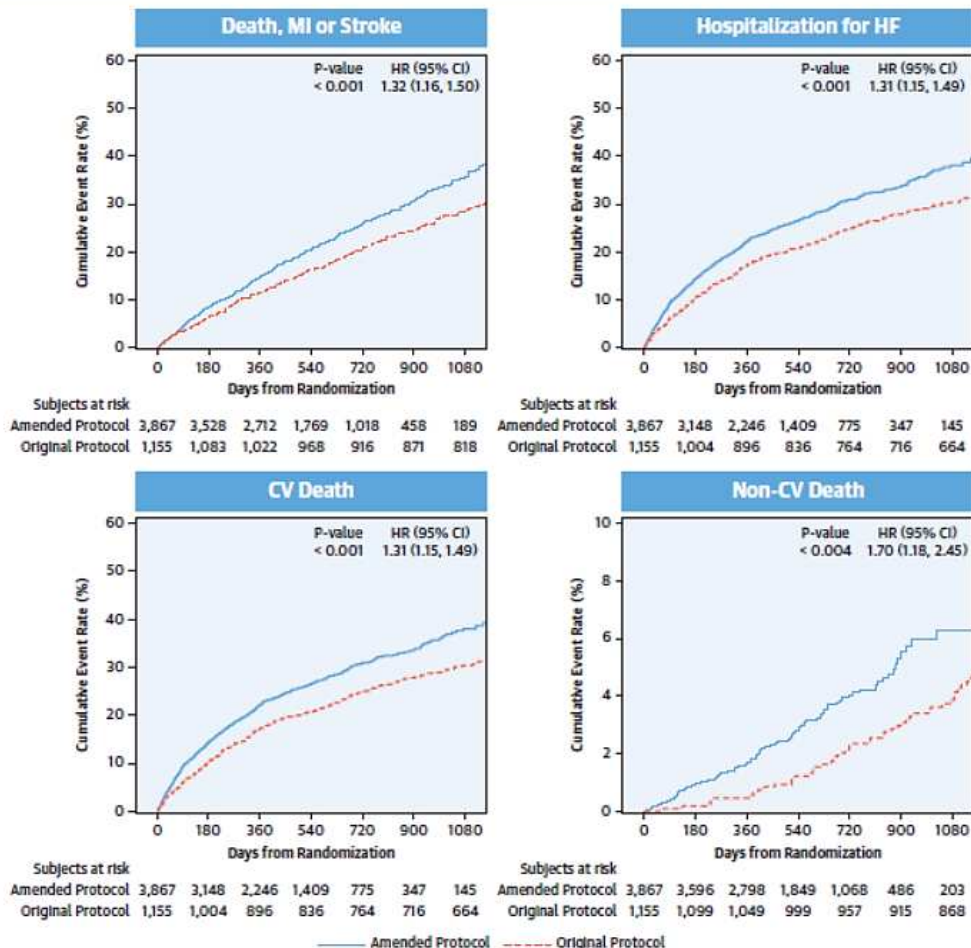 Death, MI or Stroke
60
50
40
30
20
10
0
Cumulative Event Rate (%)
P-value HR (95% CI)
< 0.001 1.32 (1.16, 1.50)
0 180 360 540 720 900 1080
Days from Randomization
Subjects at risk
Amended Protocol 3,867 3,528 2,712 1,769 1,018 458 189
Original Protocol 1,155 1,083 1,022 968 916 871 818
Hospitalization for HF
60
50
40
30
20
10
0
Cumulative Event Rate (%)
P-value HR (95% CI)
< 0.001 1.31 (1.15, 1.49)
0 180 360 540 720 900 1080
Days from Randomization
Subjects at risk
Amended Protocol 3,867 3,148 2,246 1,409 775 347 145
Original Protocol 1,155 1,004 896 836 764 716 664
CV Death
60
50
40
30
20
10
0
Cumulative Event Rate (%)
P-value HR (95% CI)
< 0.001 1.31 (1.15, 1.49)
0 180 360 540 720 900 1080
Days from Randomization
Subjects at risk
Amended Protocol 3,867 3,148 2,246 1,409 775 347 145
Original Protocol 1,155 1,004 896 836 764 716 664
Non-CV Death
10
8
6
4
2
0
Cumulative Event Rate (%)
P-value HR (95% CI)
< 0.004 1.70 (1.18, 2.45)
0 180 360 540 720 900 1080
Days from Randomization
Subjects at risk
Amended Protocol 3,867 3,596 2,798 1,849 1,068 486 203
Original Protocol 1,155 1,099 1,049 999 957 915 868
Amended Protocol Original Protocol